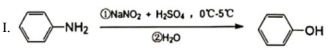 I.
NH₂
①NaNO₂ + H₂SO₄ , 0℃-5℃
②H₂O
OH